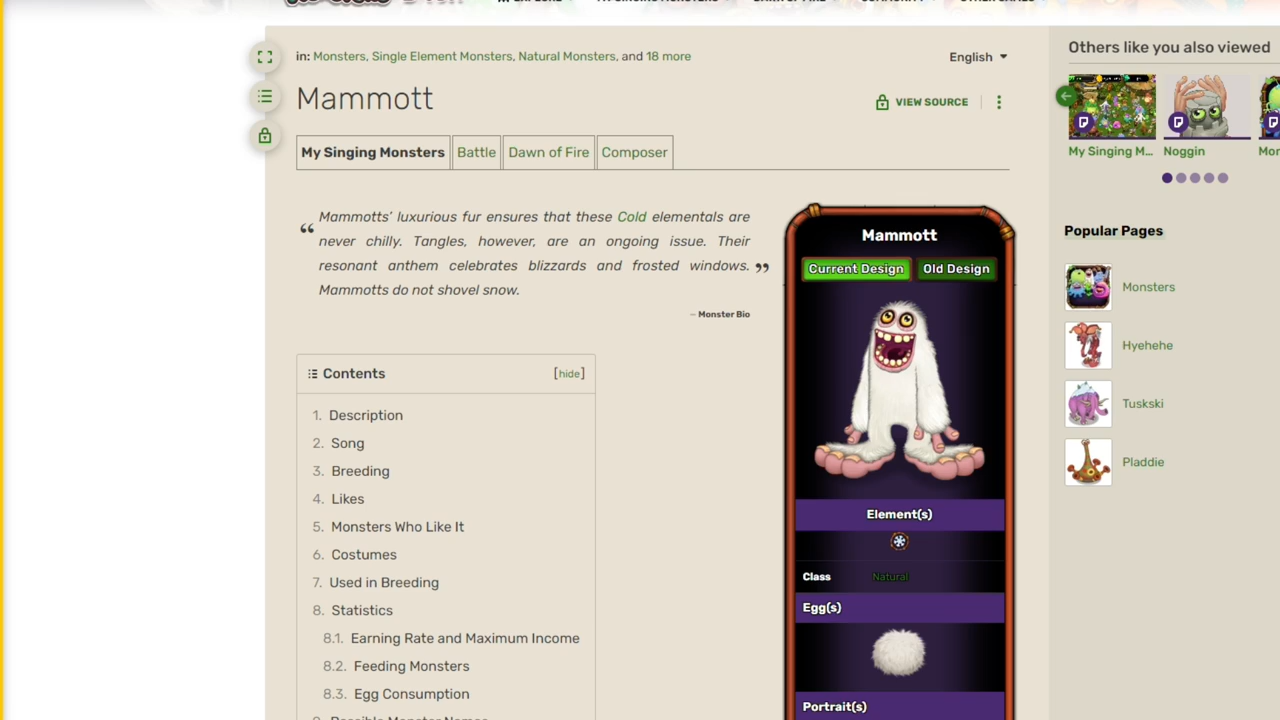 in: Monsters, Single Element Monsters, Natural Monsters, and 18 more
English
Mammott
VIEW SOURCE
My Singing Monsters
Battle
Dawn of Fire
Composer
“ Mammotts’ luxurious fur ensures that these Cold elementals are
never chilly. Tangles, however, are an ongoing issue. Their
resonant anthem celebrates blizzards and frosted windows.
Mammotts do not shovel snow. ”
– Monster Bio
Contents [hide]
1. Description
2. Song
3. Breeding
4. Likes
5. Monsters Who Like It
6. Costumes
7. Used in Breeding
8. Statistics
8.1. Earning Rate and Maximum Income
8.2. Feeding Monsters
8.3. Egg Consumption
Mammott
Current Design
Old Design
Element(s)
Class Natural
Egg(s)
Portrait(s)
Others like you also viewed
My Singing M...
Noggin
Mon
Popular Pages
Monsters
Hyehehe
Tuskski
Pladdie